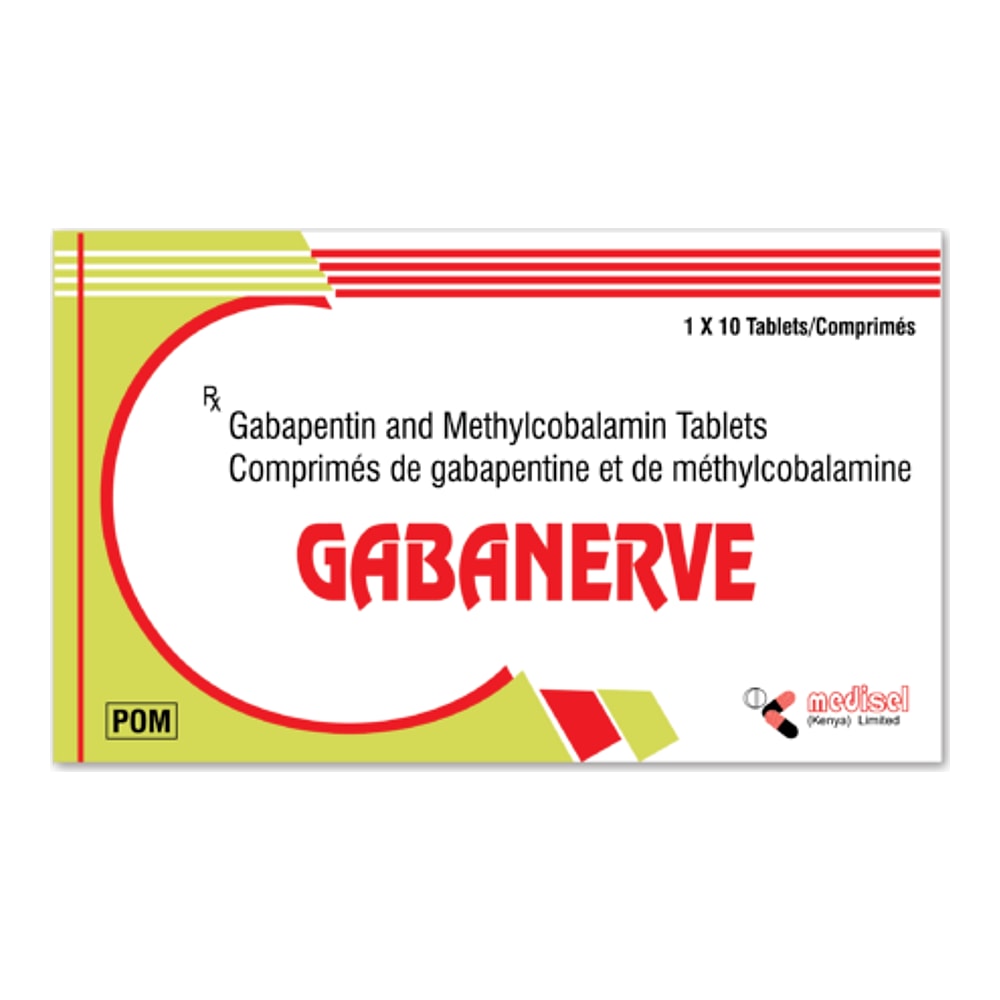 1 X 10 Tablets/Comprimés
Rx
Gabapentin and Methylcobalamin Tablets
Comprimés de gabapentine et de méthylcobalamine
GABANERVE
POM
medisel
(Kenya) Limited